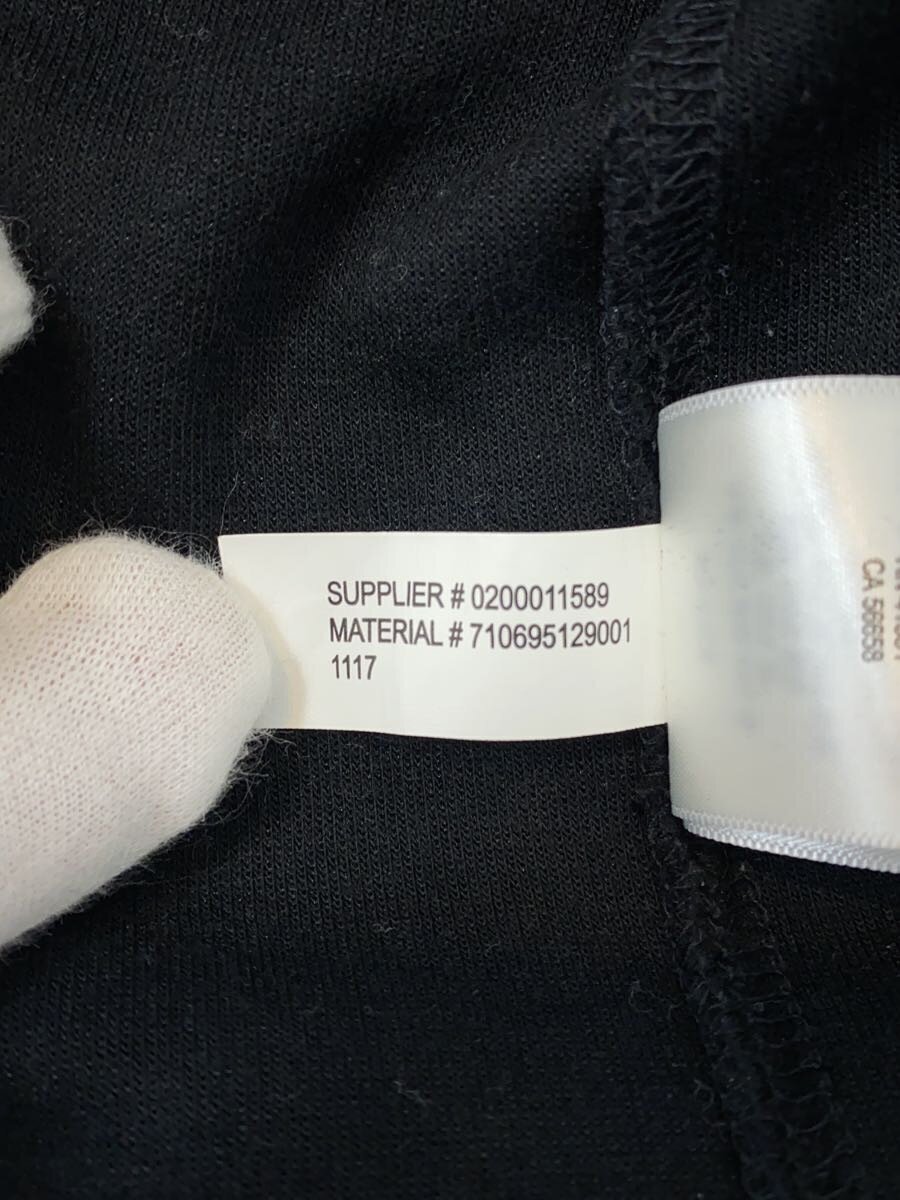 SUPPLIER # 0200011589
MATERIAL # 710695129001
1117
CA 56658